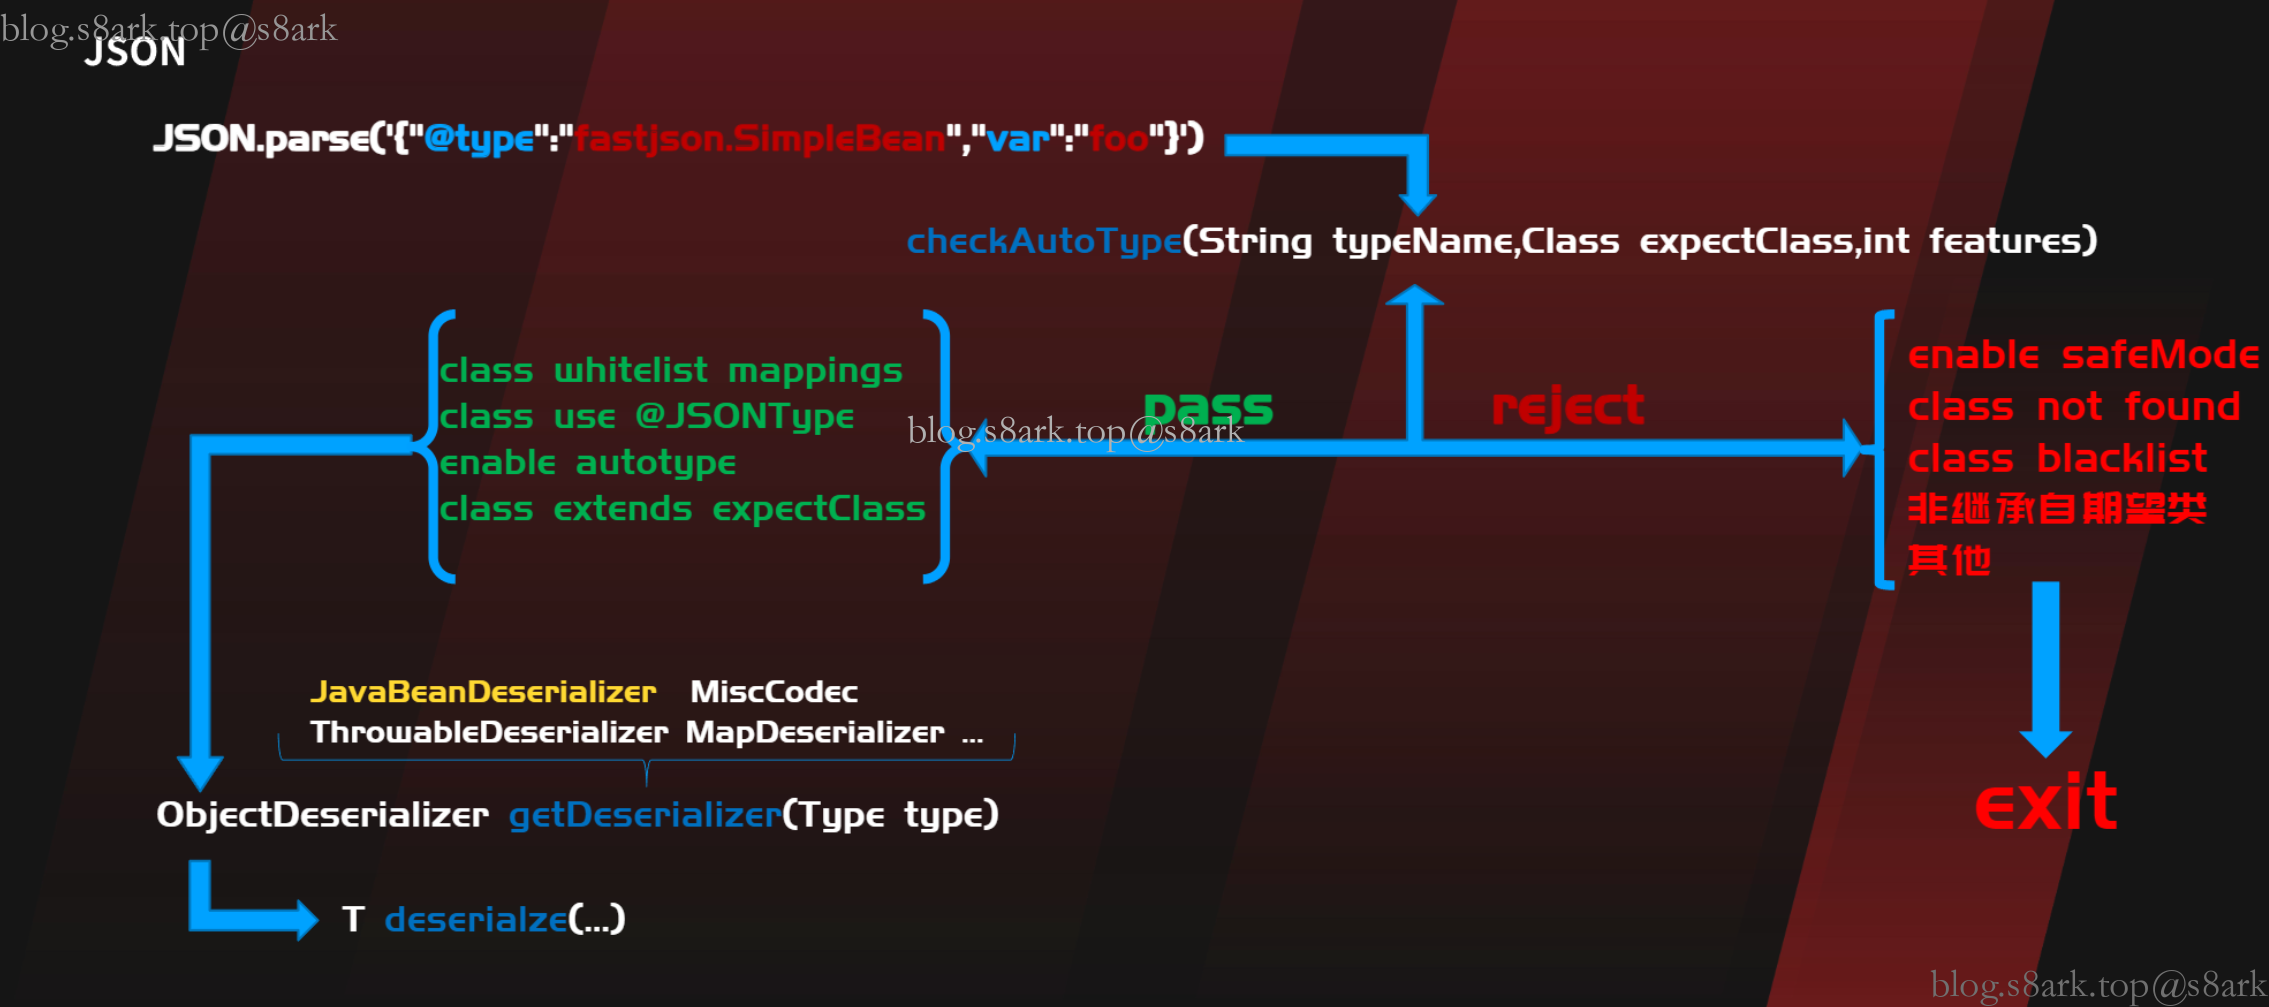 blog.s8ark.top@s8ark
JSON
JSON.parse('{"@type":"fastjson.SimpleBean","var":"foo"}')
checkAutoType(String typeName,Class expectClass,int features)
class whitelist mappings
class use @JSONType
enable autotype
class extends expectClass
pass
reject
blog.s8ark.top@s8ark
enable safeMode
class not found
class blacklist
非继承自期望类
其他
exit
JavaBeanDeserializer MiscCodec
ThrowableDeserializer MapDeserializer ...
ObjectDeserializer getDeserializer(Type type)
T deserialze(...)
blog.s8ark.top@s8ark